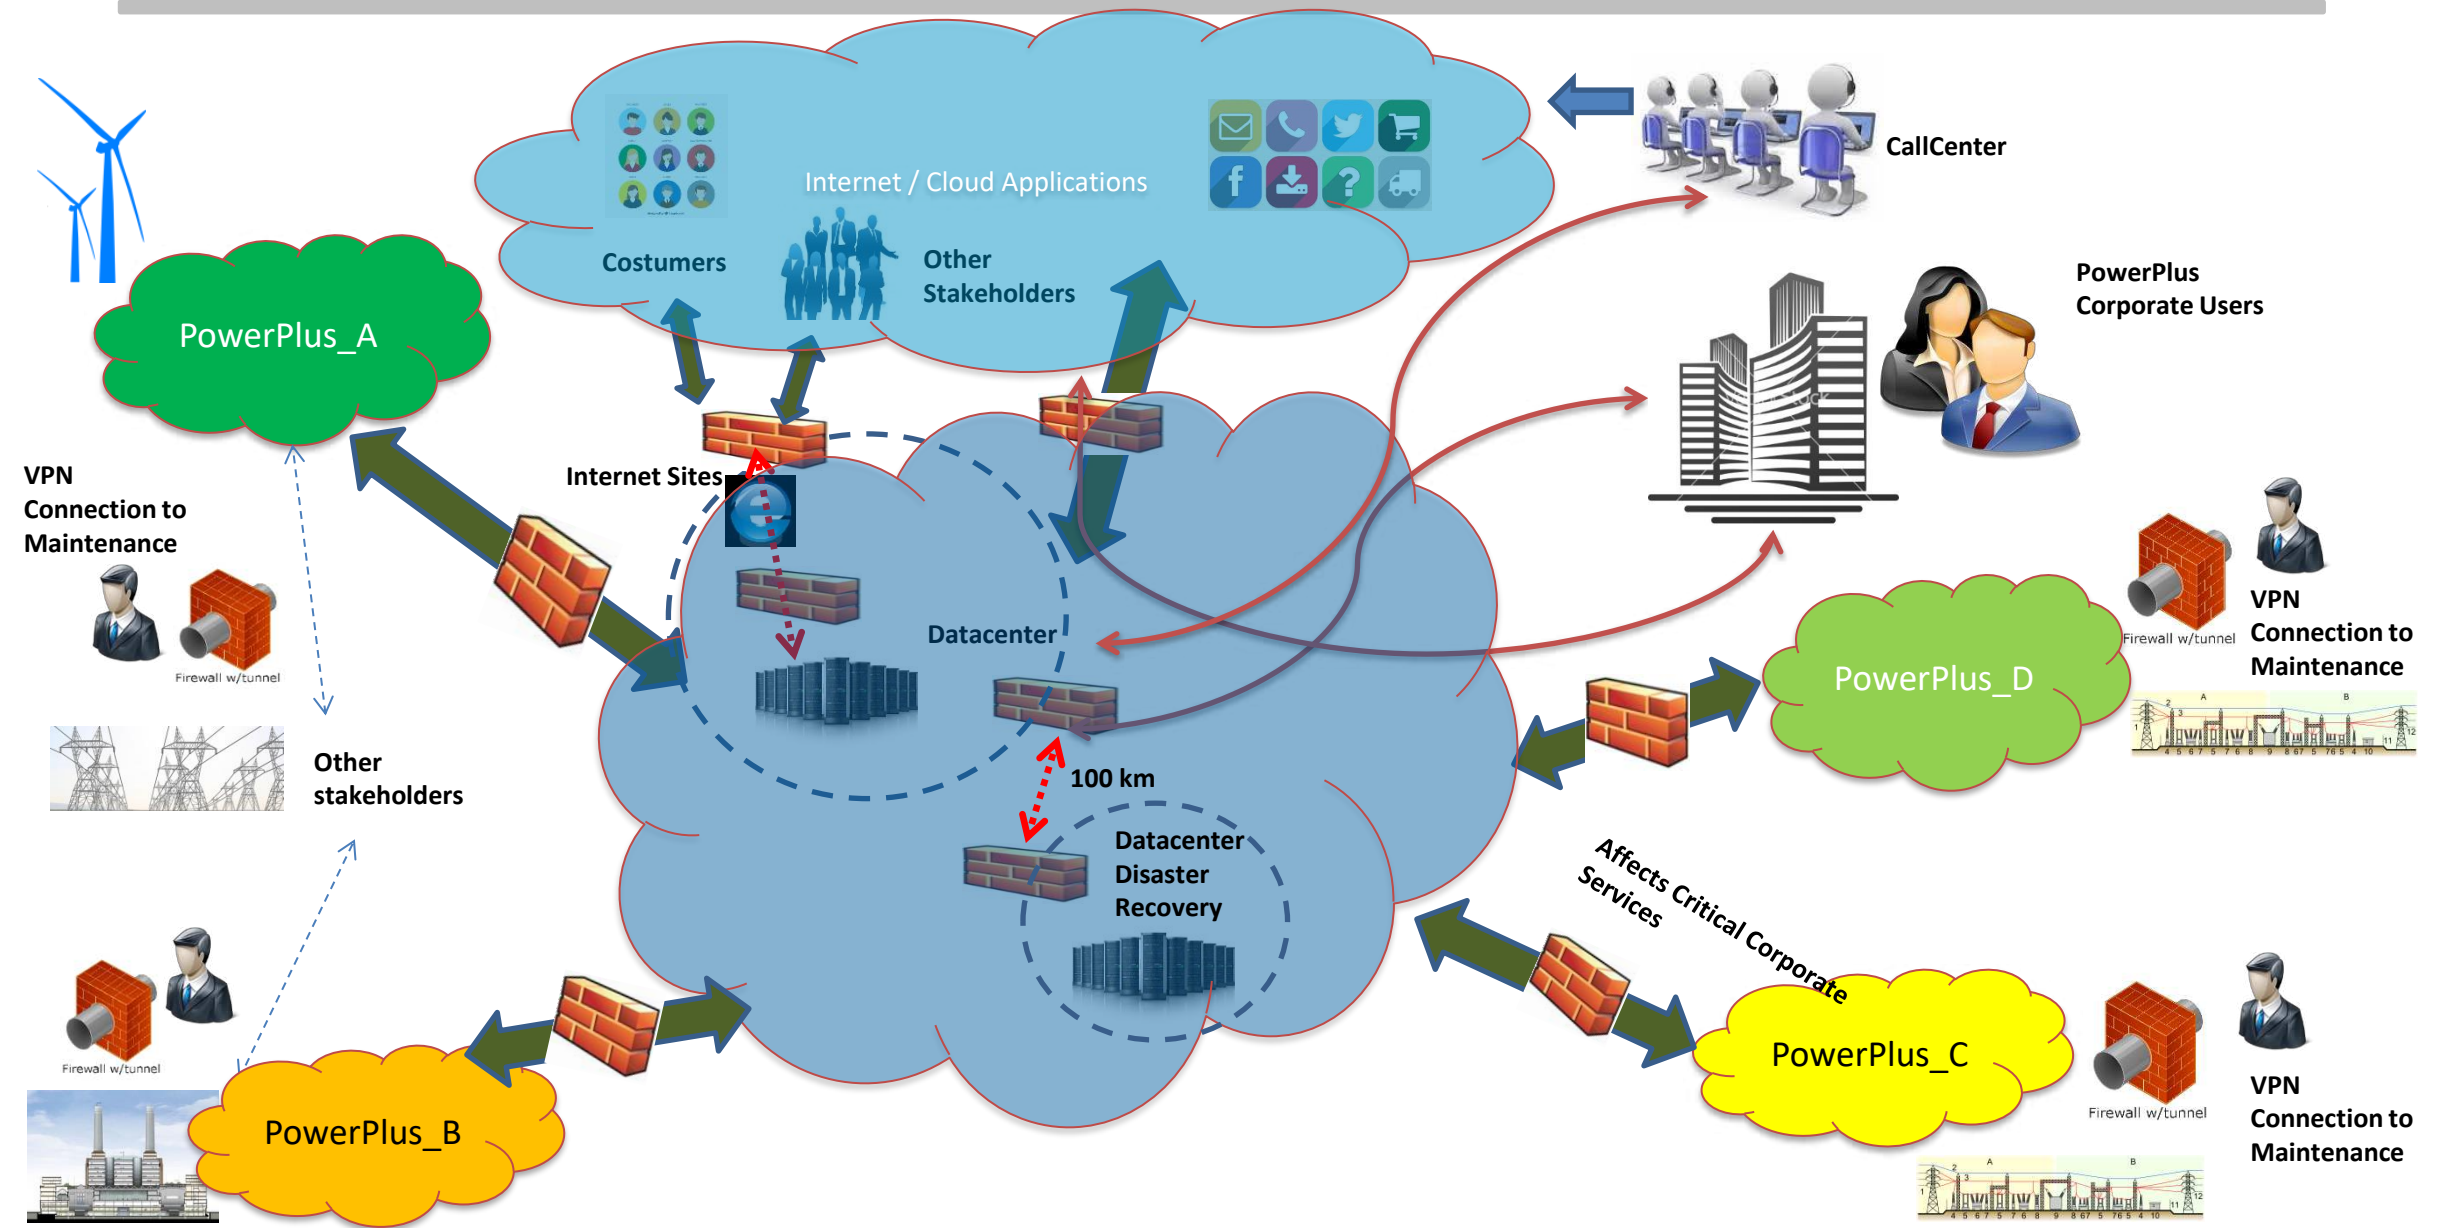 Internet / Cloud Applications
Costumers
Other
Stakeholders
CallCenter
PowerPlus
Corporate Users
PowerPlus_A
VPN
Connection to
Maintenance
Firewall w/tunnel
Internet Sites
Datacenter
100 km
Datacenter
Disaster
Recovery
Other
stakeholders
Firewall w/tunnel
PowerPlus_B
Firewall w/tunnel
VPN
Connection to
Maintenance
PowerPlus_D
A B
Affects Critical Corporate
Services
PowerPlus_C
Firewall w/tunnel
VPN
Connection to
Maintenance
A B